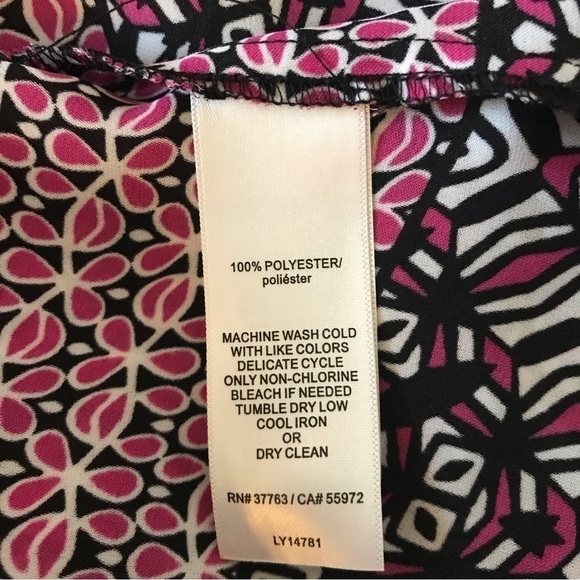 100% POLYESTER/
poliéster
MACHINE WASH COLD
WITH LIKE COLORS
DELICATE CYCLE
ONLY NON-CHLORINE
BLEACH IF NEEDED
TUMBLE DRY LOW
COOL IRON
OR
DRY CLEAN
RN# 37763 / CA# 55972
LY14781